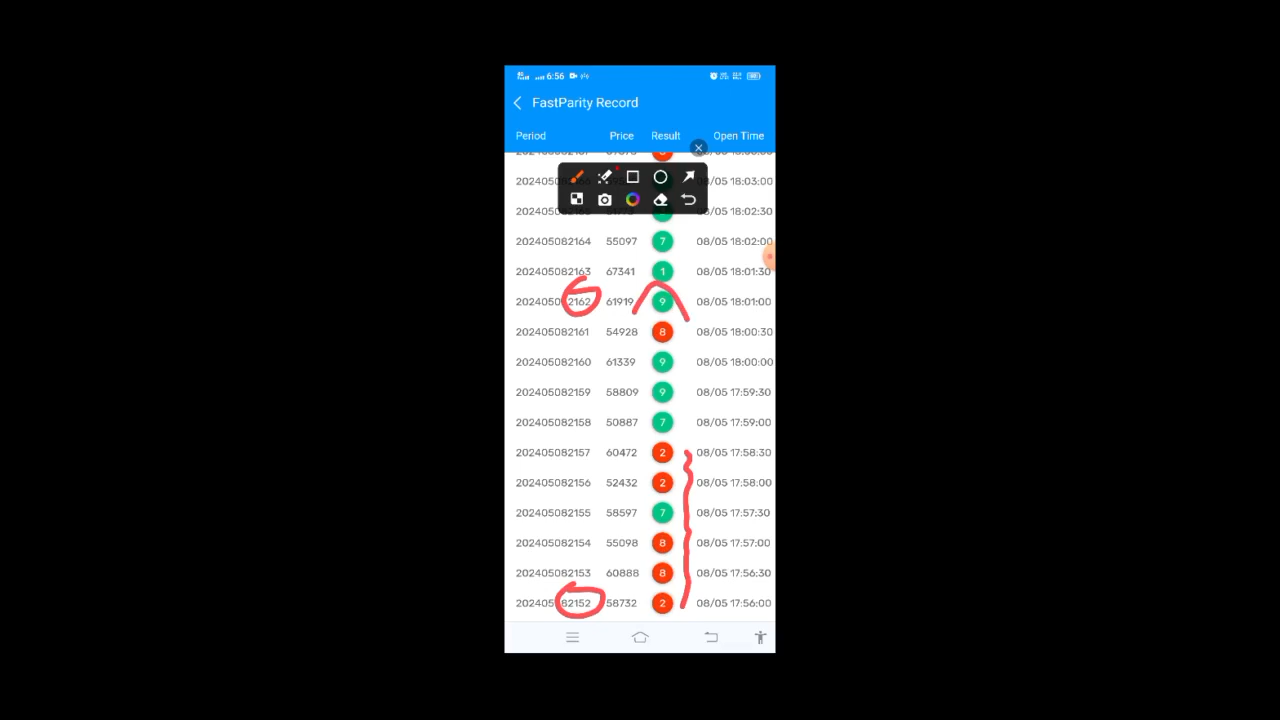 6:56
FastParity Record
Period Price Result Open Time
08/05 18:03:00
08/05 18:02:30
202405082164 55097 7 08/05 18:02:00
202405082163 67341 1 08/05 18:01:30
202405082162 61919 9 08/05 18:01:00
202405082161 54928 8 08/05 18:00:30
202405082160 61339 9 08/05 18:00:00
202405082159 58809 9 08/05 17:59:30
202405082158 50887 7 08/05 17:59:00
202405082157 60472 2 08/05 17:58:30
202405082156 52432 2 08/05 17:58:00
202405082155 58597 7 08/05 17:57:30
202405082154 55098 8 08/05 17:57:00
202405082153 60888 8 08/05 17:56:30
202405082152 58732 2 08/05 17:56:00